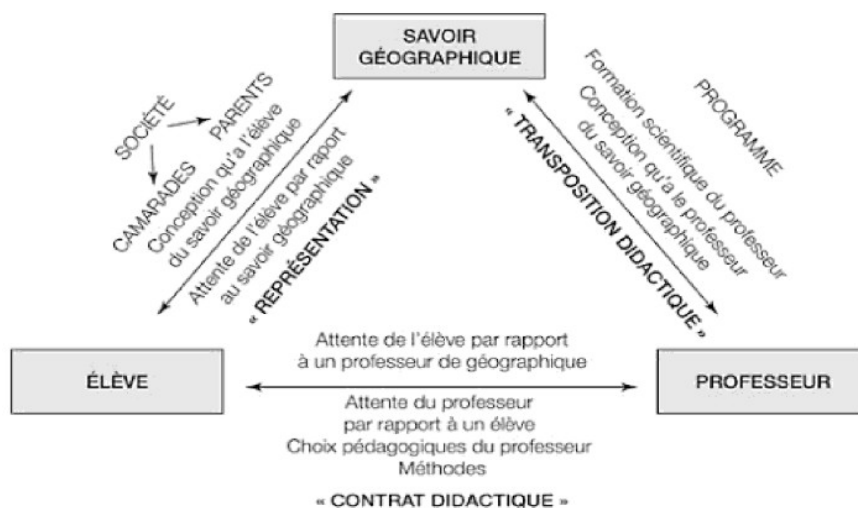 SAVOIR
GÉOGRAPHIQUE
SOCIÉTÉ
PARENTS
CAMARADES
Conception qu'a l'élève
du savoir géographique
Attente de l'élève par raport
au savoir géographique
« REPRÉSENTATION »
PROGRAMME
Formation scientifique du professeur
Conception qu'a le professeur
du savoir géographique
« TRANSPOSITION DIDACTIQUE »
ÉLÈVE
Attente de l'élève par rapport
à un professeur de géographique
PROFESSEUR
Attente du professeur
par rapport à un élève
Choix pédagogiques du professeur
Méthodes
« CONTRAT DIDACTIQUE »